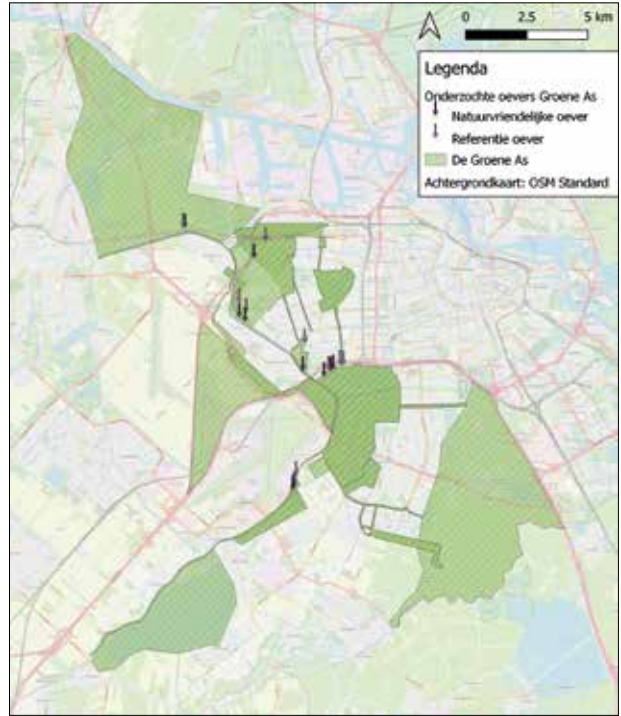 0 2.5 5 km
Legenda
Onderzochte oevers Groene As
Natuurvriendelijke oever
Referentie oever
De Groene As
Achtergrondkaart: OSM Standard